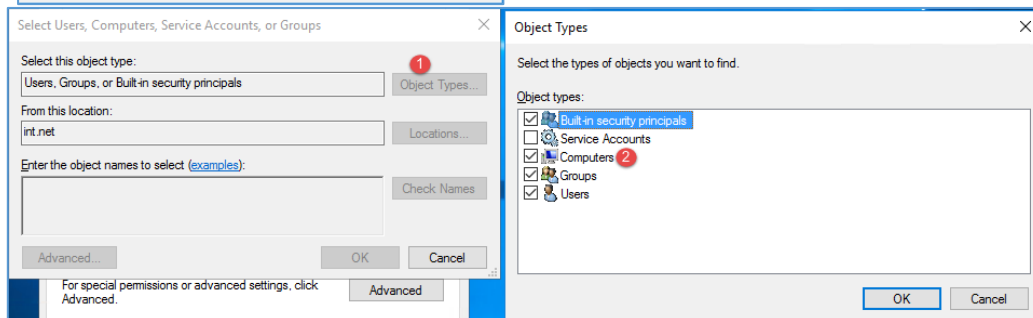 Select Users, Computers, Service Accounts, or Groups
Select this object type:
1
Users, Groups, or Built-in security principals
Object Types...
From this location:
int.net
Locations...
Enter the object names to select (examples):
Check Names
Advanced...
OK
Cancel
For special permissions or advanced settings, click
Advanced.
Advanced
Object Types
Select the types of objects you want to find.
Object types:
Built-in security principals
Service Accounts
Computers 2
Groups
Users
OK
Cancel